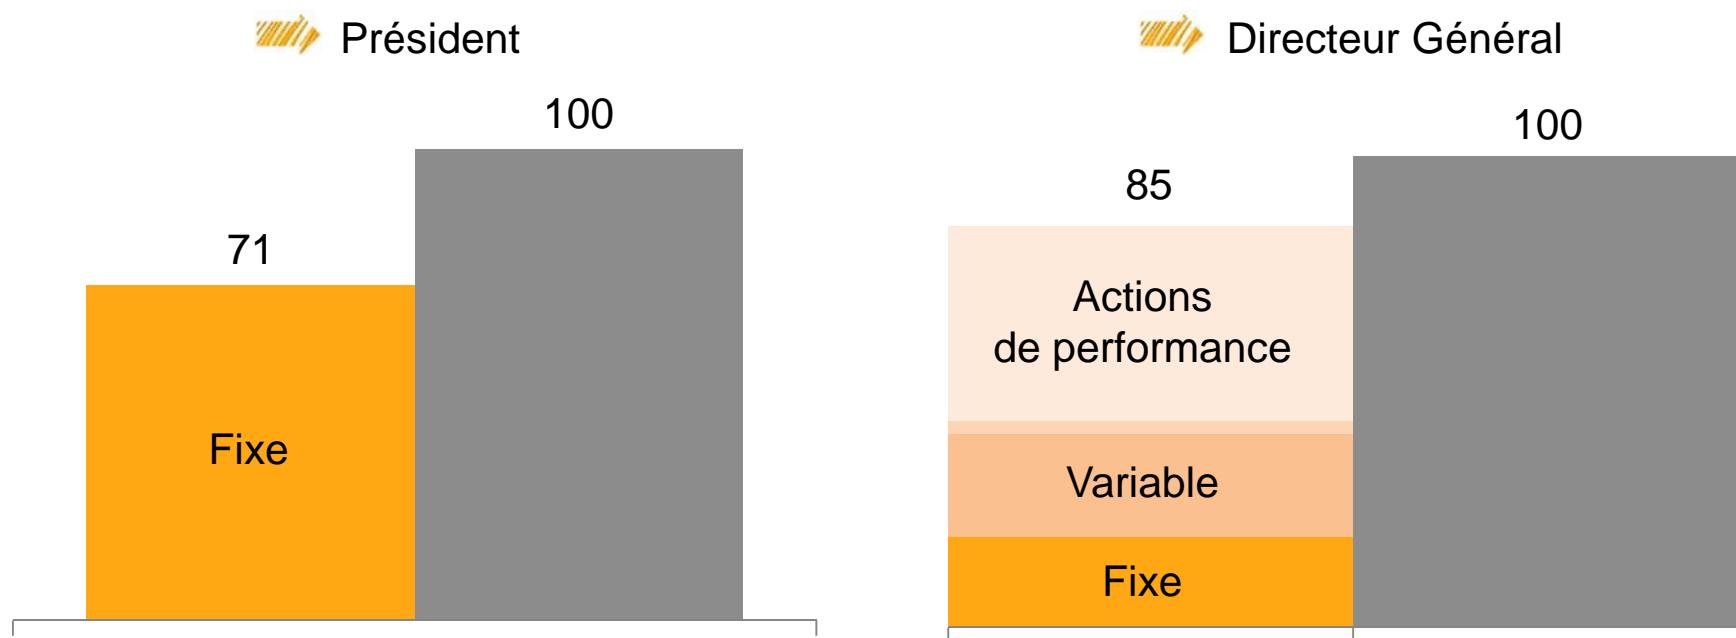 Président
100
71
Fixe
Directeur Général
100
85
Actions
de performance
Variable
Fixe